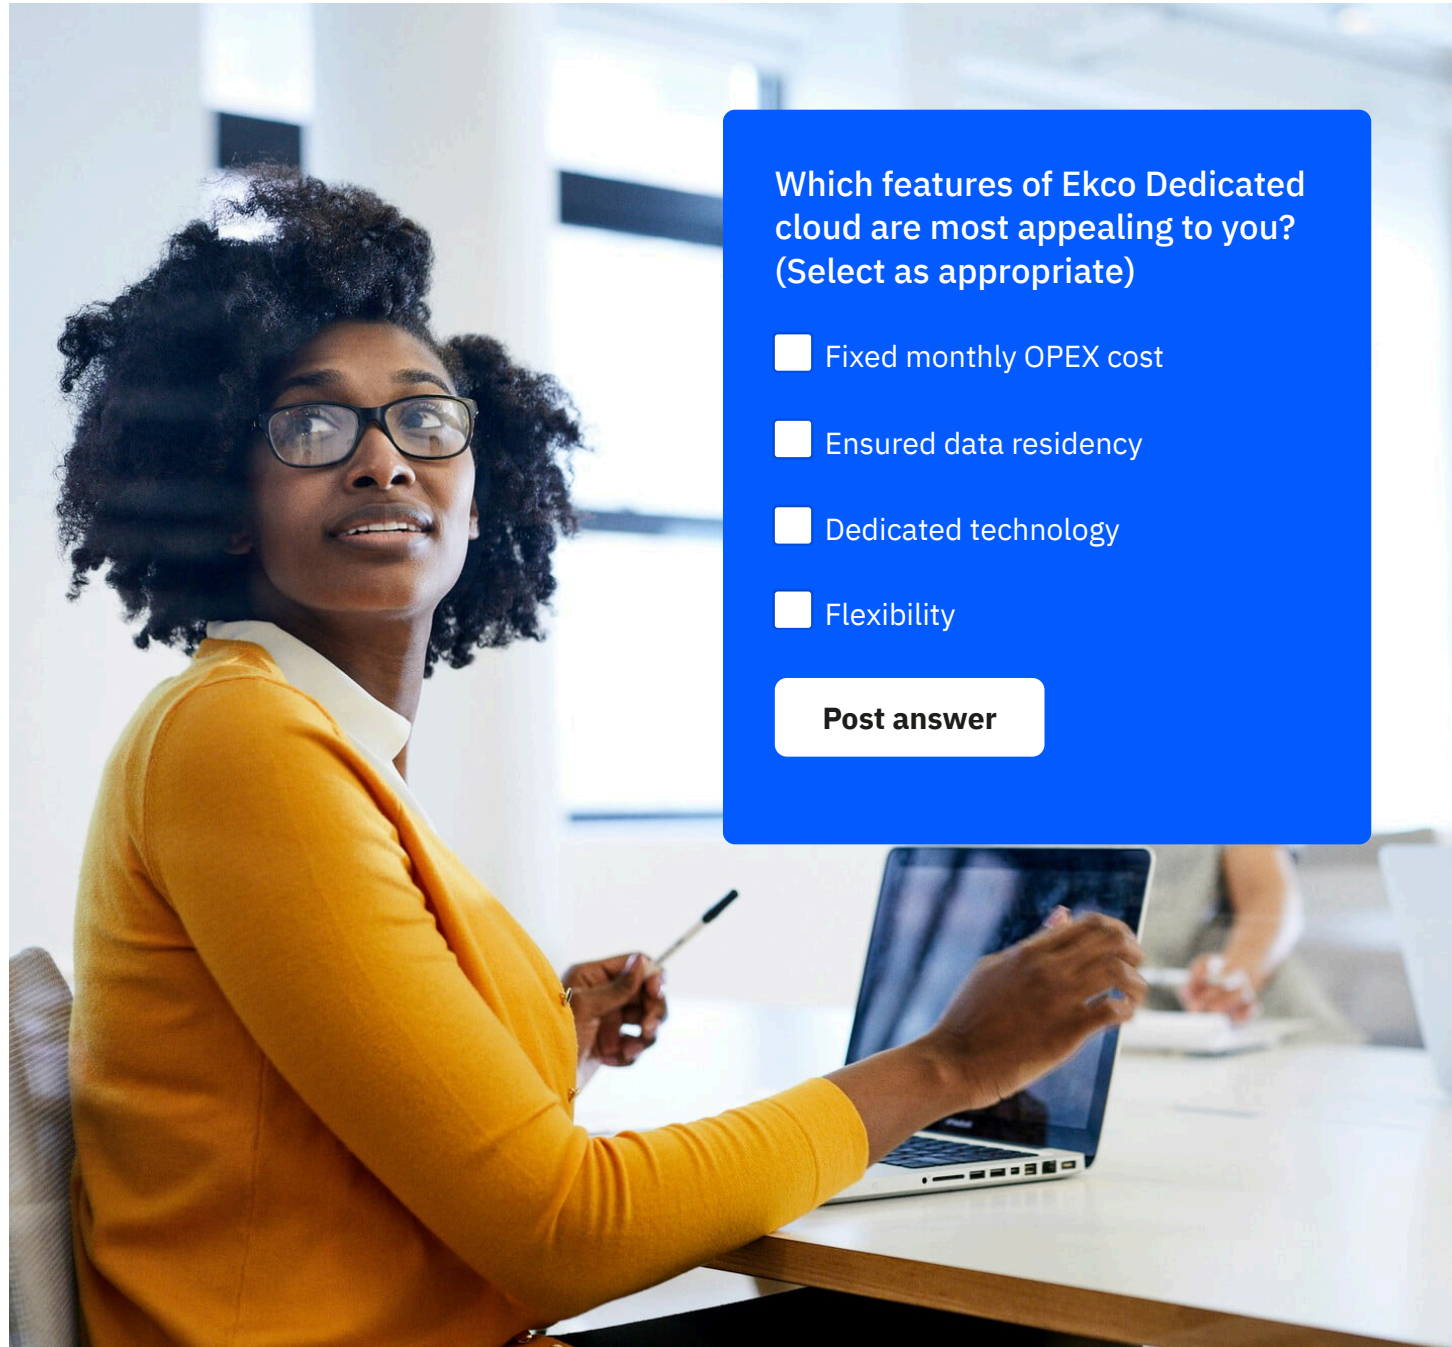 Which features of Ekco Dedicated
cloud are most appealing to you?
(Select as appropriate)
Fixed monthly OPEX cost
Ensured data residency
Dedicated technology
Flexibility
Post answer